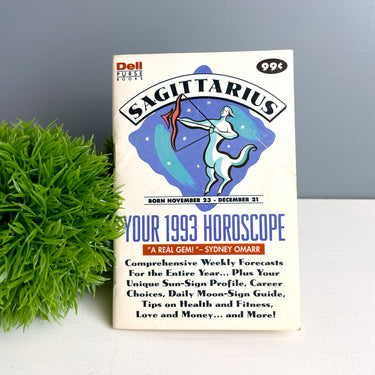 Dell
PURSE
BOOKS
99¢
SAGITTARIUS
BORN NOVEMBER 23 - DECEMBER 21
YOUR 1993 HOROSCOPE
"A REAL GEM!" – SYDNEY OMARR
Comprehensive Weekly Forecasts
For the Entire Year... Plus Your
Unique Sun-Sign Profile, Career
Choices, Daily Moon-Sign Guide,
Tips on Health and Fitness,
Love and Money... and More!